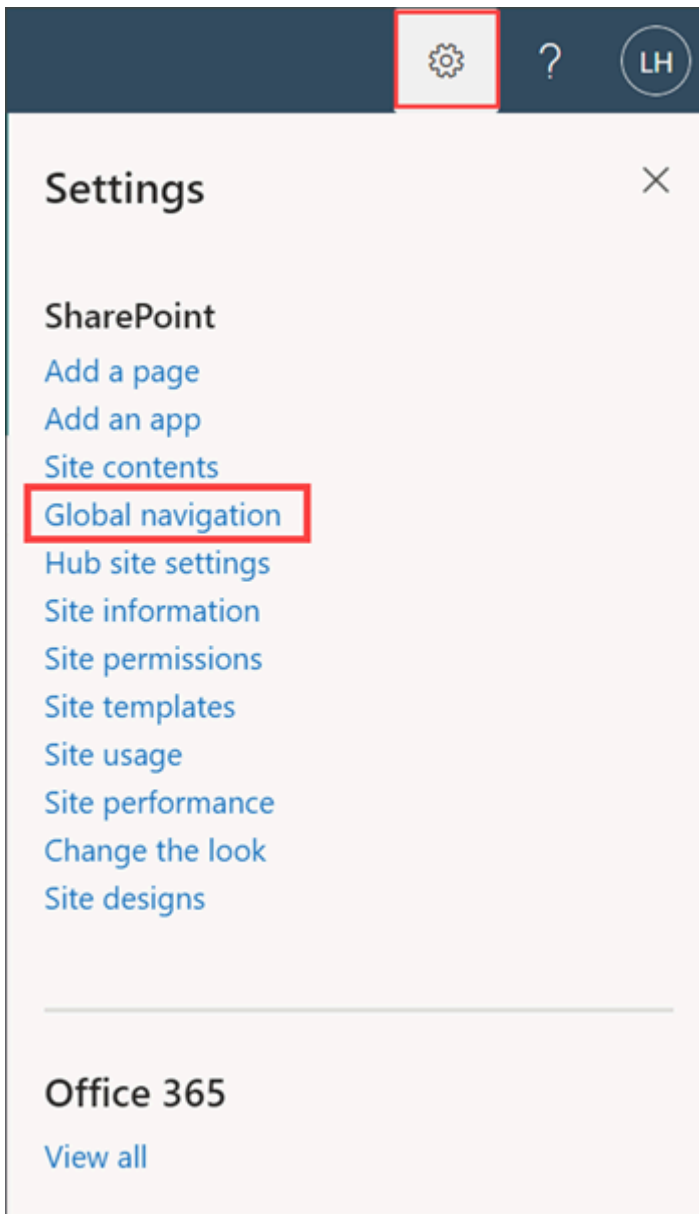 ? LH
Settings
SharePoint
Add a page
Add an app
Site contents
Global navigation
Hub site settings
Site information
Site permissions
Site templates
Site usage
Site performance
Change the look
Site designs
Office 365
View all